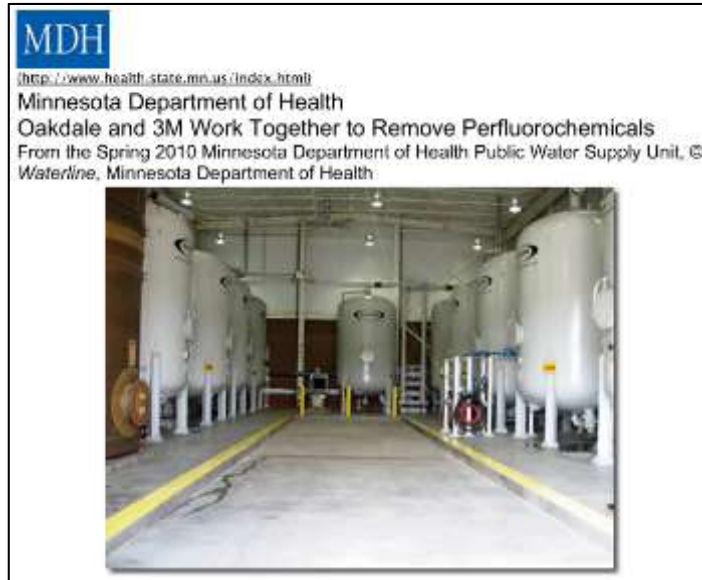 MDH
(http://www.health.state.mn.us/index.html)
Minnesota Department of Health
Oakdale and 3M Work Together to Remove Perfluorochemicals
From the Spring 2010 Minnesota Department of Health Public Water Supply Unit, ©
Waterline, Minnesota Department of Health